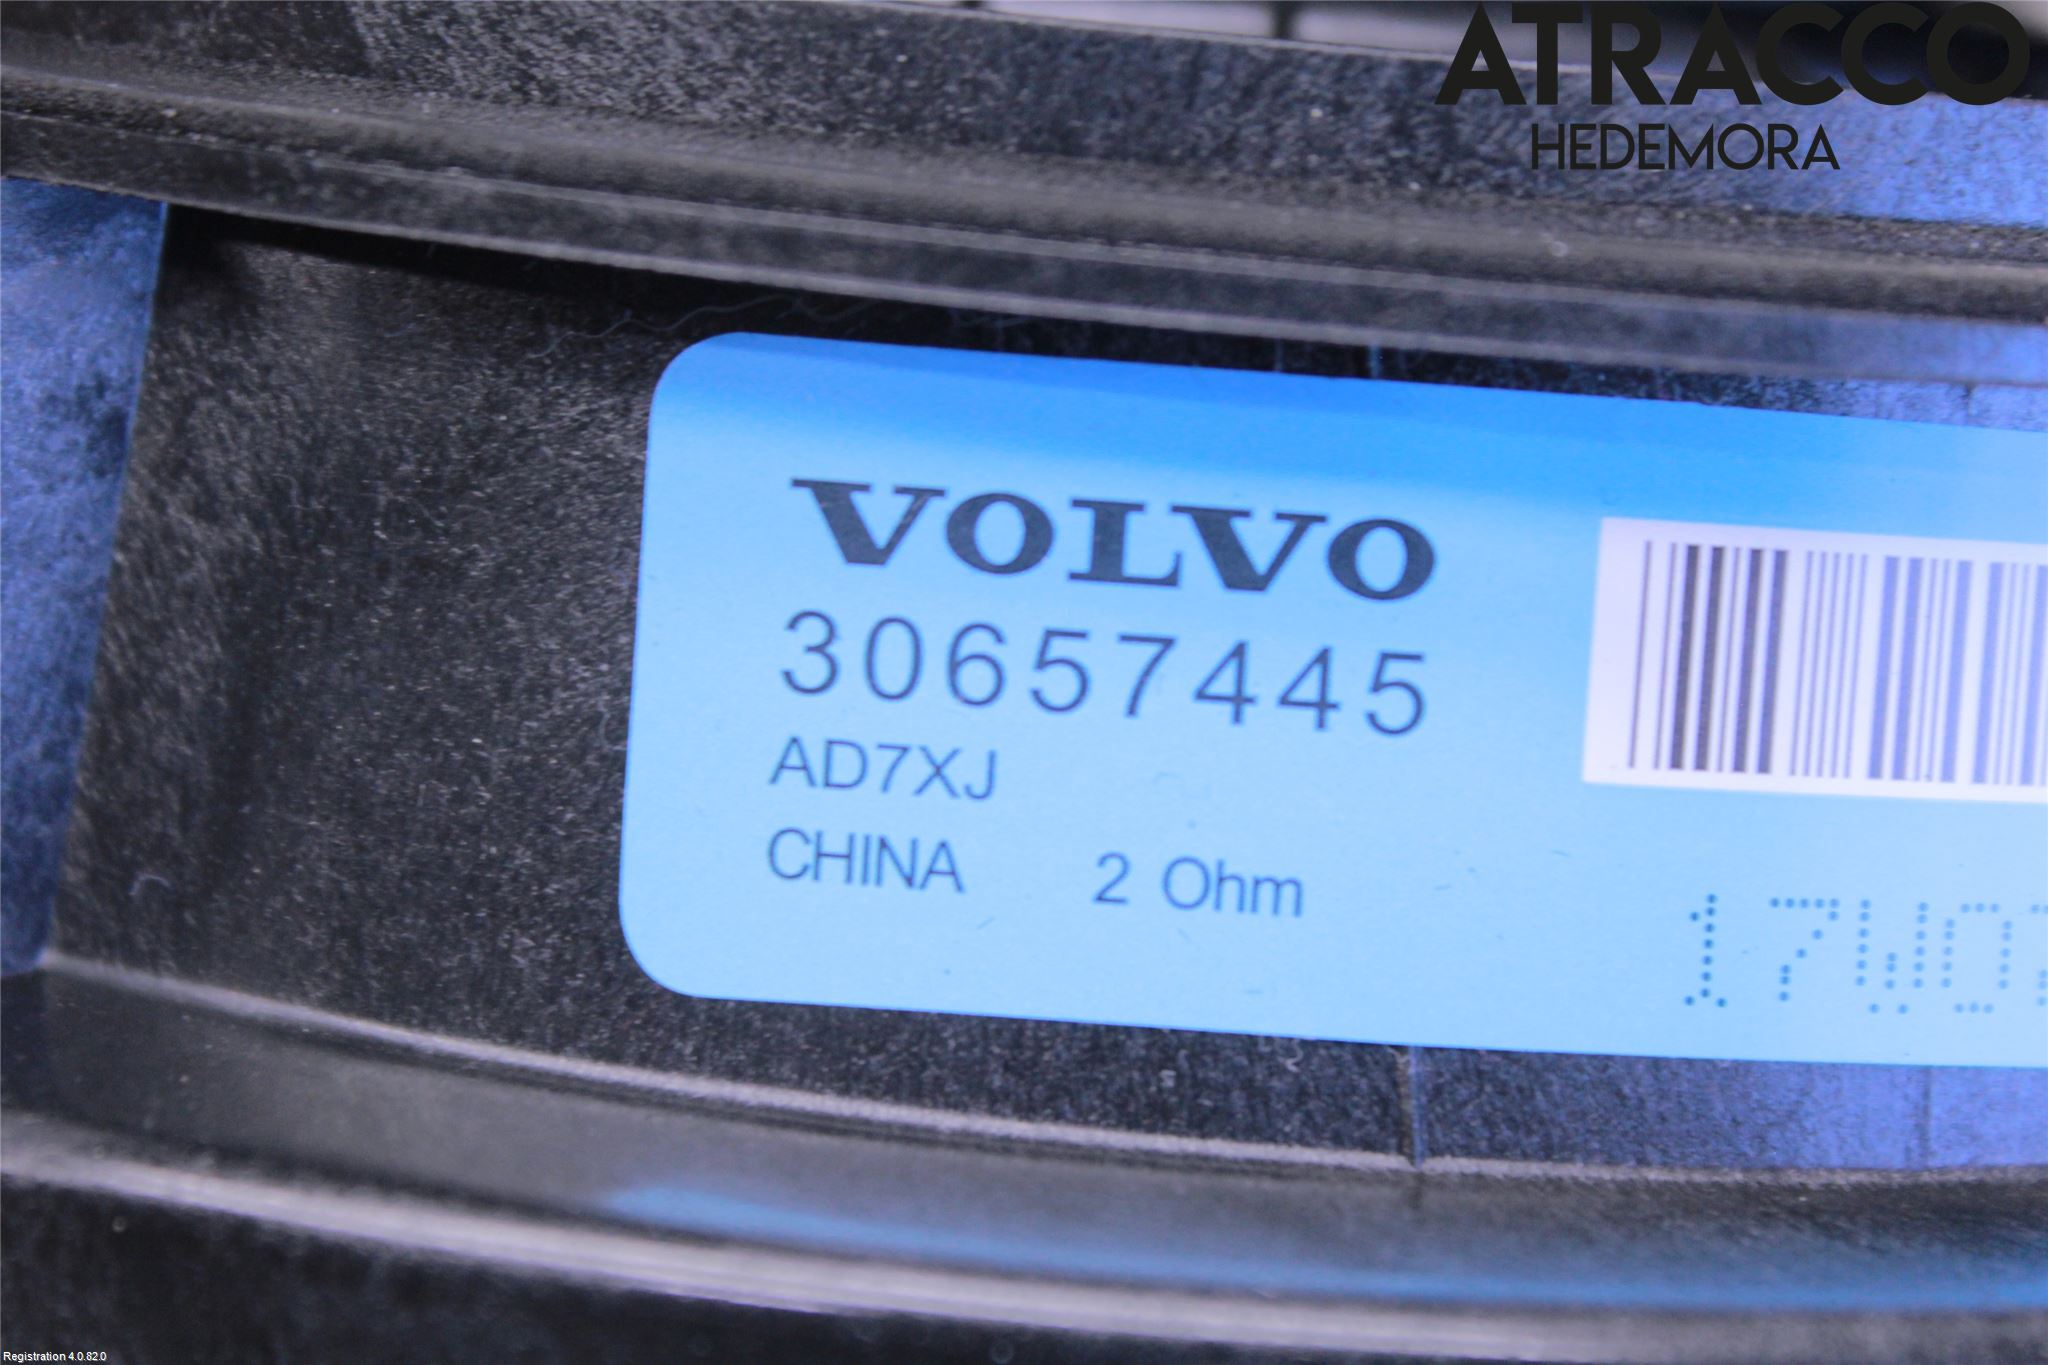 ATRACCO
HEDEMORA
VOLVO
30657445
AD7XJ
CHINA 2 Ohm
Registration 4.0.82.0